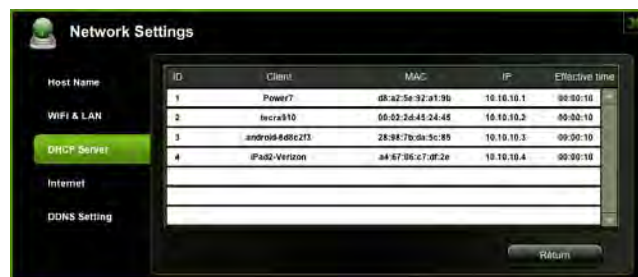 Network Settings
Host Name
WIFI & LAN
DHCP Server
Internet
DDNS Setting
ID Client MAC IP Effective time
1 Power7 d8:a2:5e:92:a1:9b 10.10.10.1 00:00:10
2 tecra910 00:02:2d:45:24:45 10.10.10.2 00:00:10
3 android-8d8e2f3 28:98:7b:da:5c:85 10.10.10.3 00:00:10
4 iPad2-Verizon a4:67:06:c7:df:2e 10.10.10.4 00:00:10
Return